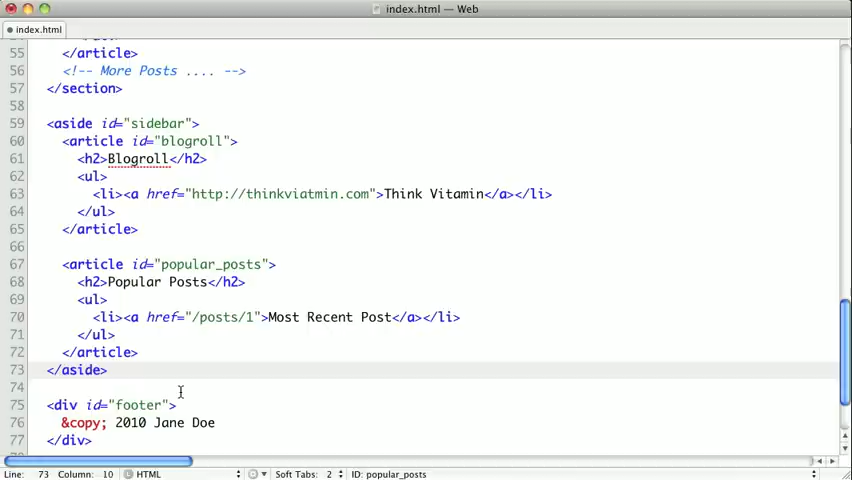 index.html — Web
index.html
55 </article>
56 <!-- More Posts .... -->
57 </section>
58
59 <aside id="sidebar">
60 <article id="blogroll">
61 <h2>Blogroll</h2>
62 <ul>
63 <li><a href="http://thinkviatmin.com">Think Vitamin</a></li>
64 </ul>
65 </article>
66
67 <article id="popular_posts">
68 <h2>Popular Posts</h2>
69 <ul>
70 <li><a href="/posts/1">Most Recent Post</a></li>
71 </ul>
72 </article>
73 </aside>
74
75 <div id="footer">
76 &copy; 2010 Jane Doe
77 </div>
Line: 73 Column: 10 HTML Soft Tabs: 2 ID: popular_posts